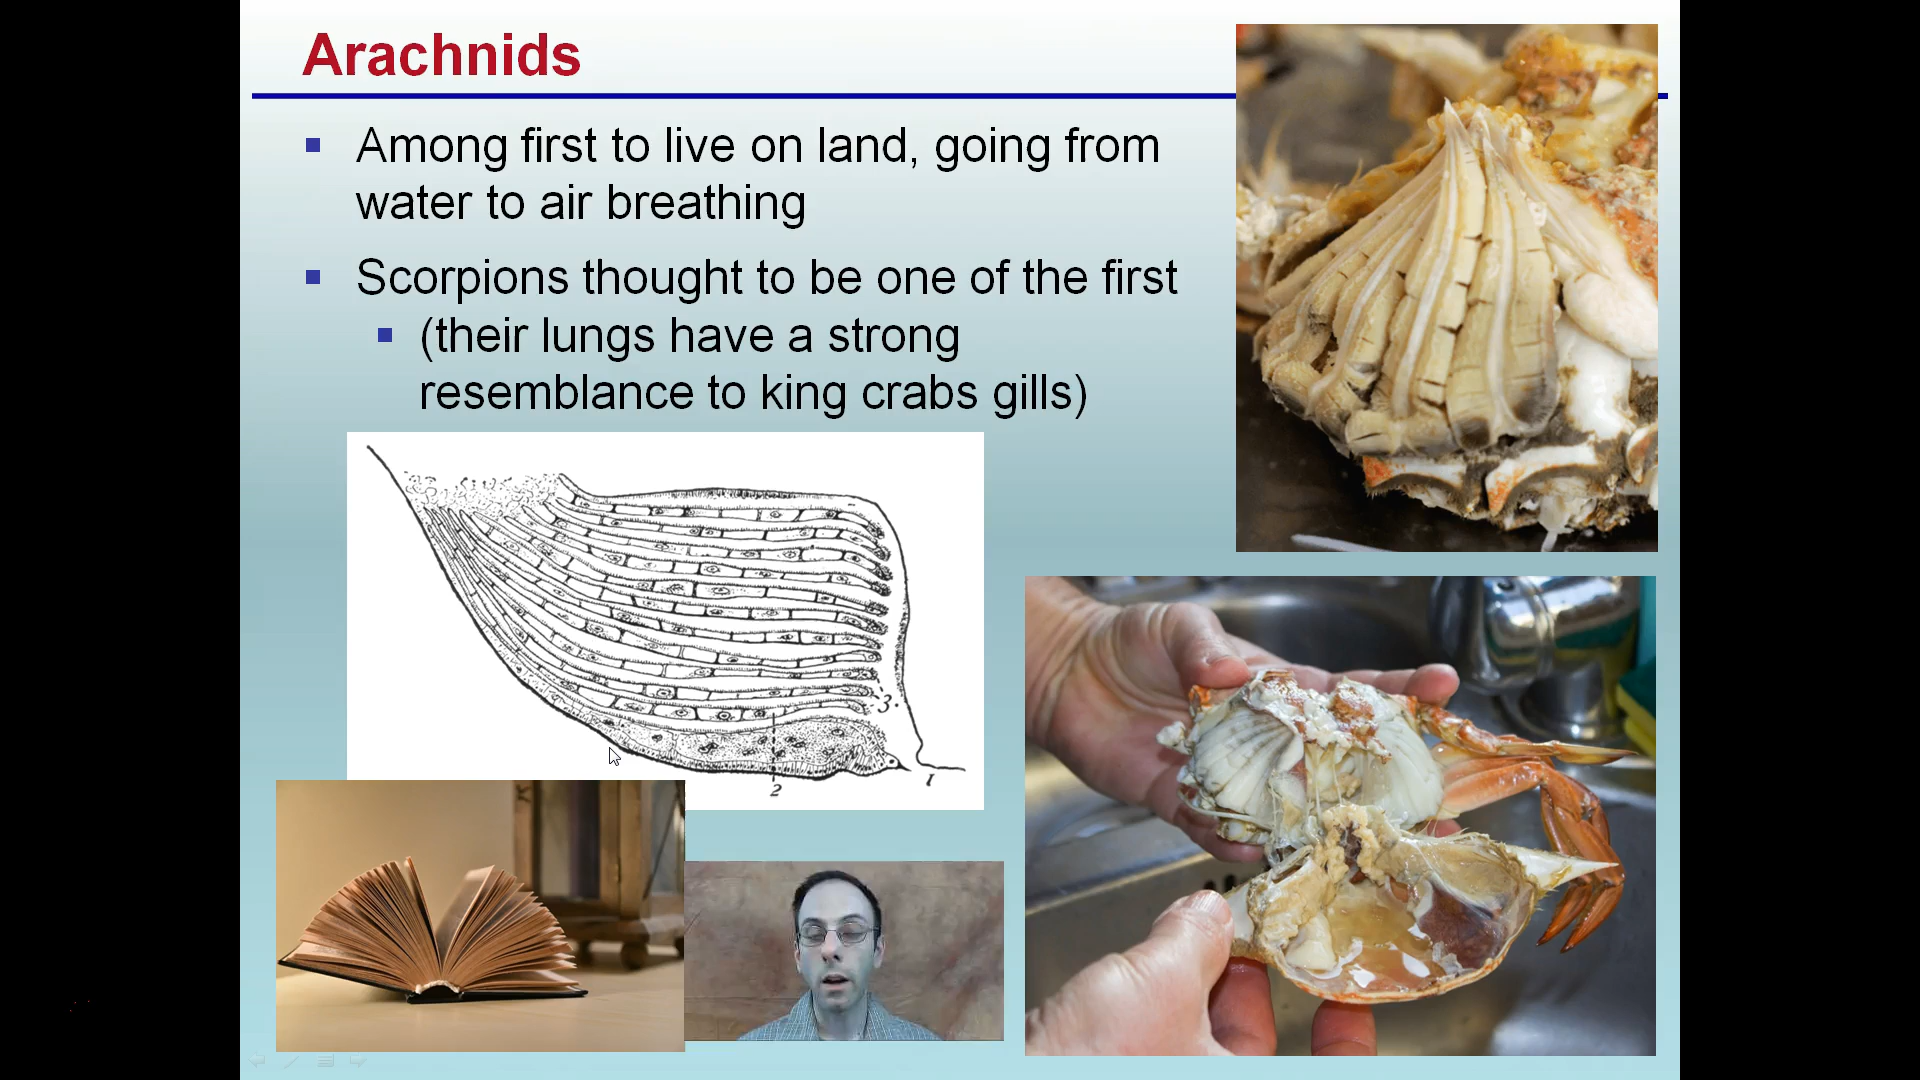 Arachnids
Among first to live on land, going from
water to air breathing
Scorpions thought to be one of the first
(their lungs have a strong
resemblance to king crabs gills)
3.
2
1